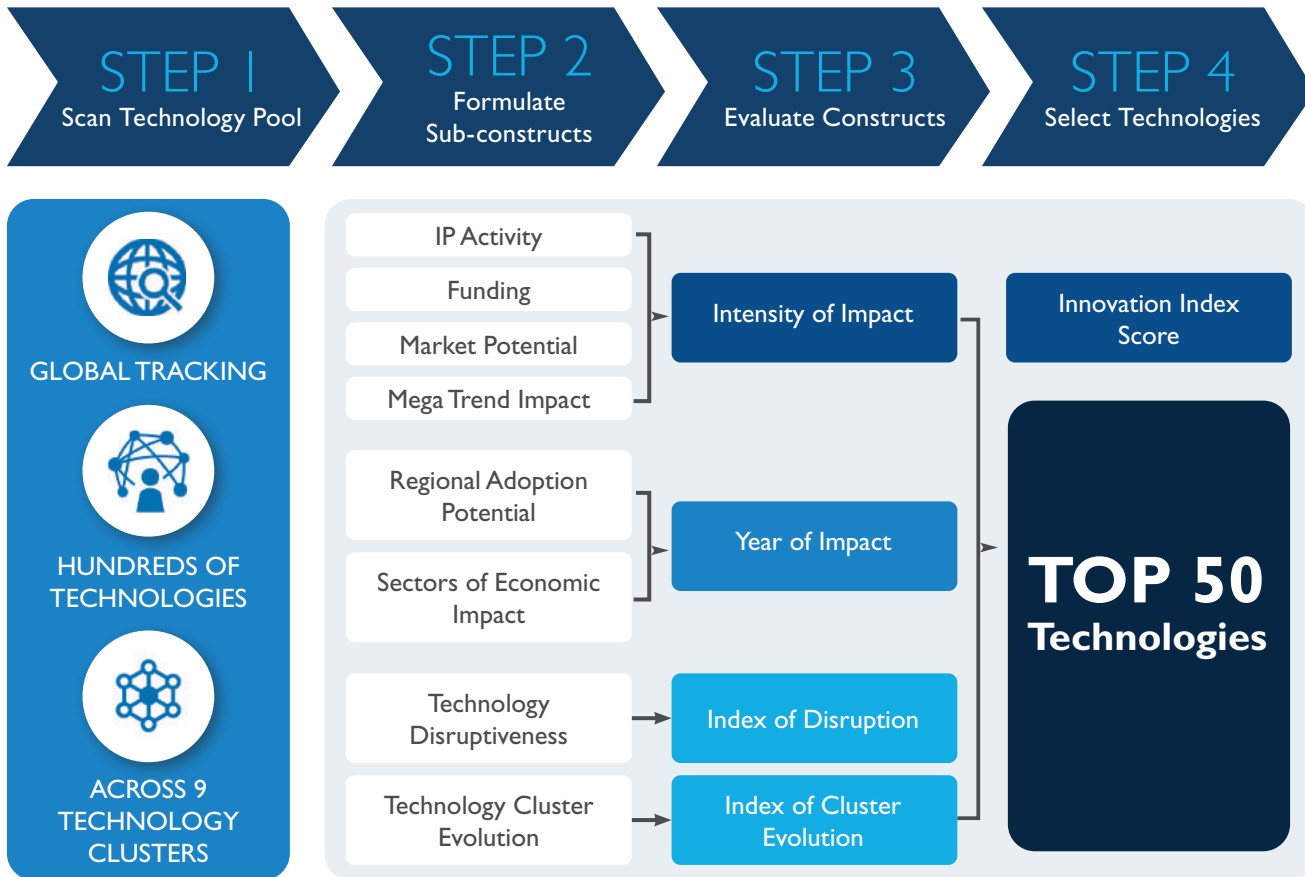 STEP 1
Scan Technology Pool
STEP 2
Formulate
Sub-constructs
STEP 3
Evaluate Constructs
STEP 4
Select Technologies
GLOBAL TRACKING
HUNDREDS OF
TECHNOLOGIES
ACROSS 9
TECHNOLOGY
CLUSTERS
IP Activity
Funding
Market Potential
Mega Trend Impact
Regional Adoption
Potential
Sectors of Economic
Impact
Technology
Disruptiveness
Technology Cluster
Evolution
Intensity of Impact
Year of Impact
Index of Disruption
Index of Cluster
Evolution
Innovation Index
Score
TOP 50
Technologies